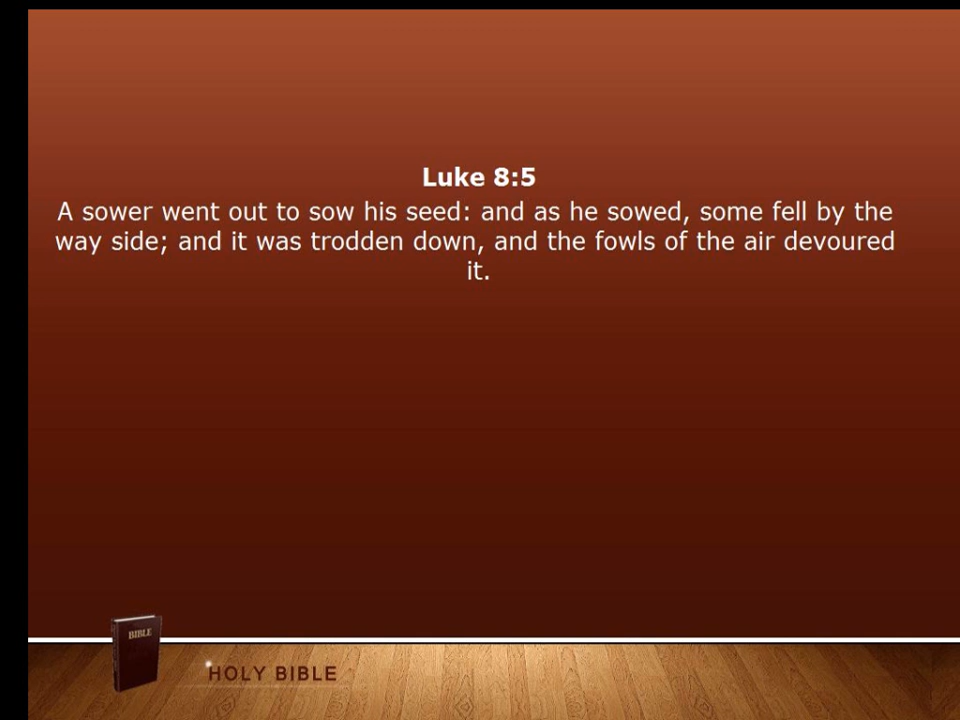 Luke 8:5
A sower went out to sow his seed: and as he sowed, some fell by the
way side; and it was trodden down, and the fowls of the air devoured
it.
BIBLE
HOLY BIBLE